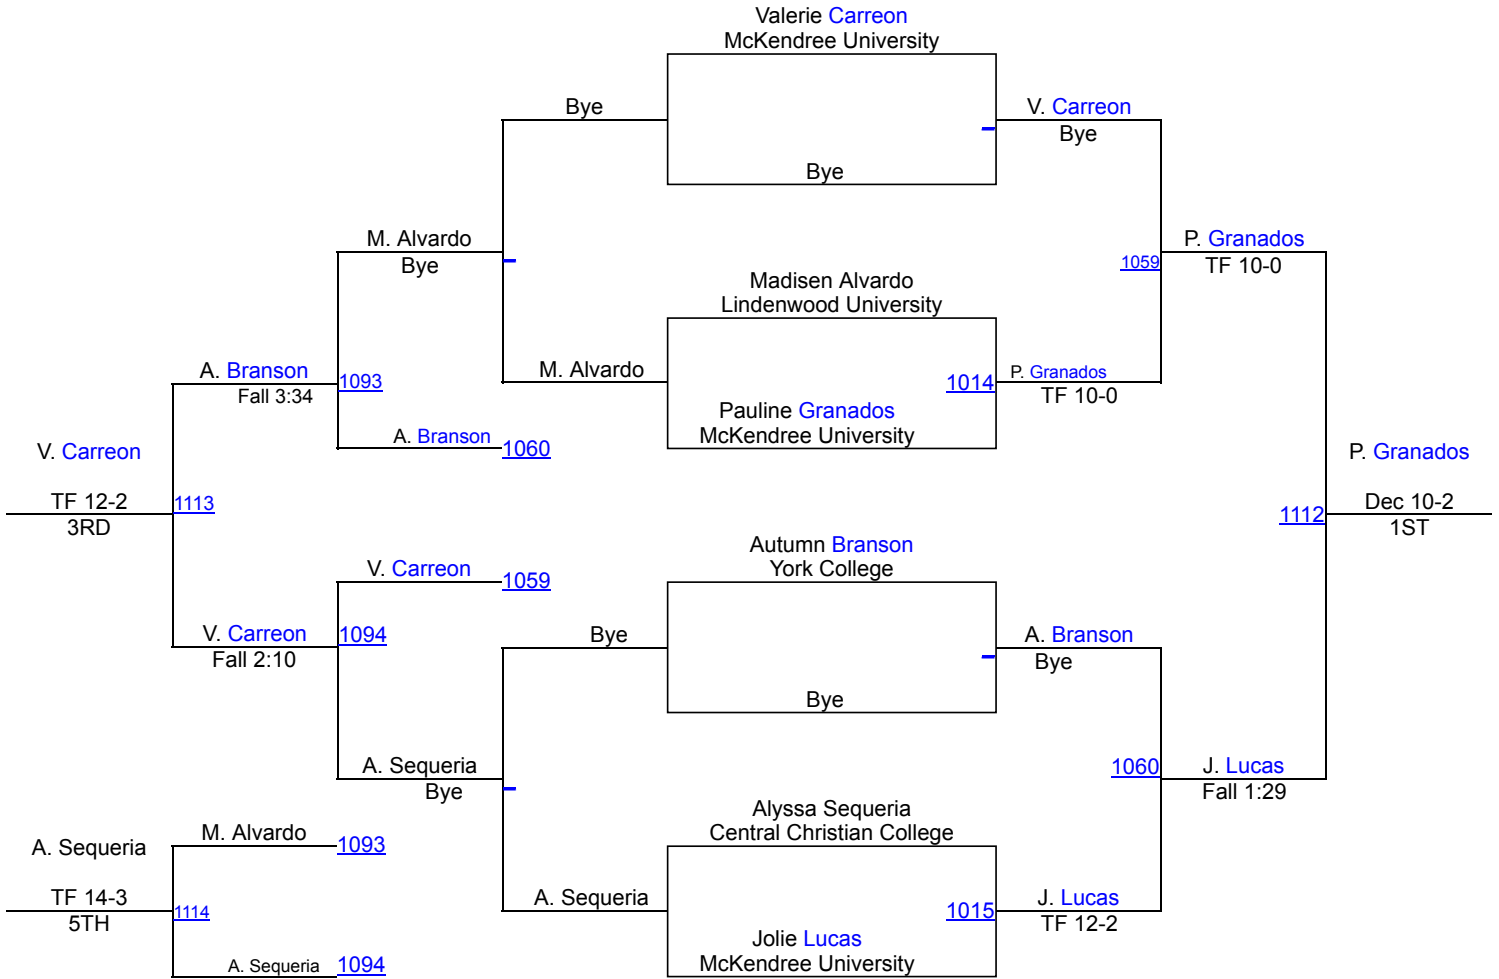 Valerie Carreon
McKendree University
Bye
V. Carreon
Bye
Bye
M. Alvardo
Bye
Madisen Alvardo
Lindenwood University
1059
P. Granados
TF 10-0
A. Branson
Fall 3:34
1093
M. Alvardo
1014
P. Granados
TF 10-0
Pauline Granados
McKendree University
A. Branson
1060
V. Carreon
TF 12-2
3RD
1113
P. Granados
Dec 10-2
1ST
1112
Autumn Branson
York College
V. Carreon
1059
V. Carreon
Fall 2:10
1094
Bye
A. Branson
Bye
Bye
A. Sequeria
Bye
1060
J. Lucas
Fall 1:29
Alyssa Sequeria
Central Christian College
A. Sequeria
TF 14-3
5TH
M. Alvardo
1093
1114
A. Sequeria
1094
A. Sequeria
1015
J. Lucas
TF 12-2
Jolie Lucas
McKendree University